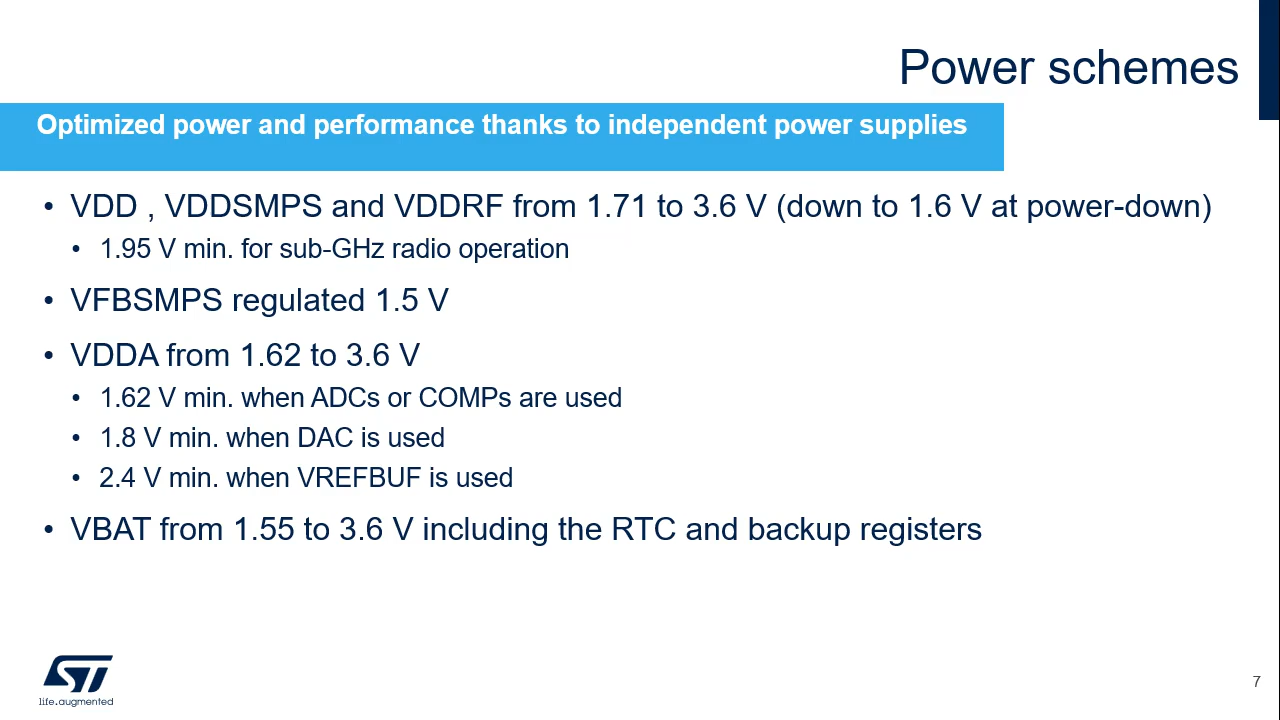 Power schemes
Optimized power and performance thanks to independent power supplies
• VDD , VDDSMPS and VDDRF from 1.71 to 3.6 V (down to 1.6 V at power-down)
• 1.95 V min. for sub-GHz radio operation
• VFBSMPS regulated 1.5 V
• VDDA from 1.62 to 3.6 V
• 1.62 V min. when ADCs or COMPs are used
• 1.8 V min. when DAC is used
• 2.4 V min. when VREFBUF is used
• VBAT from 1.55 to 3.6 V including the RTC and backup registers
ST
life.augmented
7